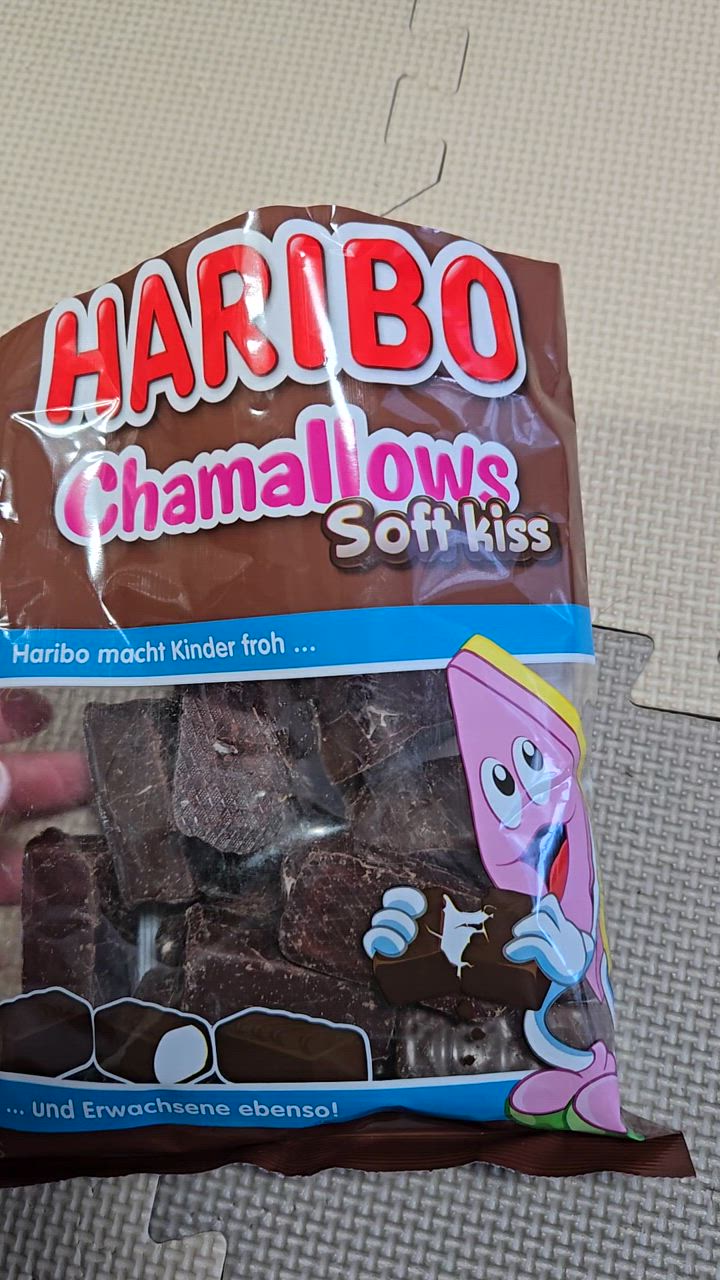 HARIBO
Chamallows
Soft kiss
Haribo macht Kinder froh ...
... und Erwachsene ebenso!